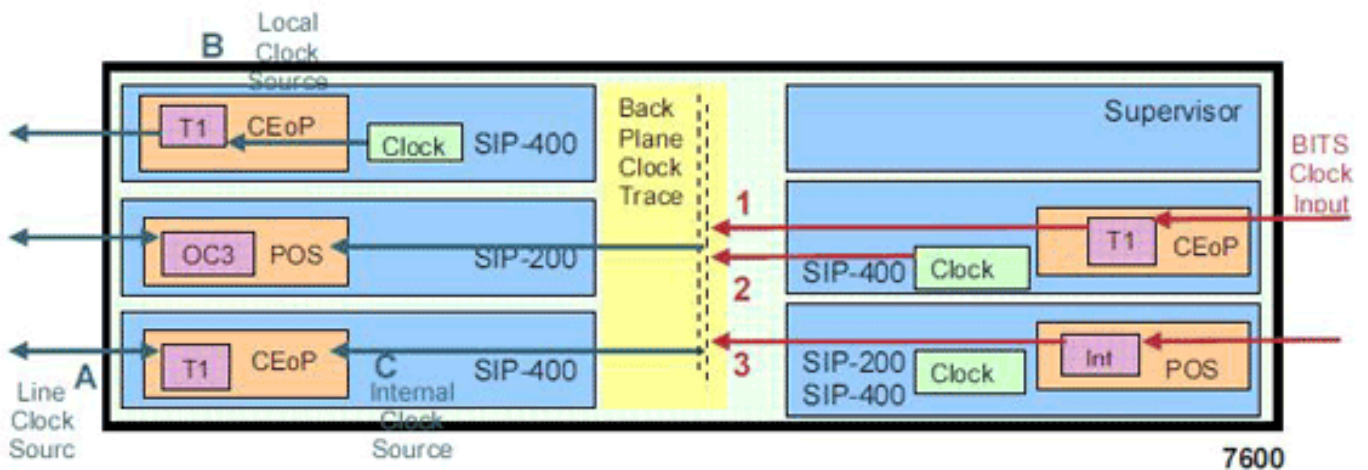 B
Local
Clock
Source
T1
CEoP
Clock
SIP-400
OC3
POS
SIP-200
T1
CEoP
SIP-400
A
Line
Clock
Sourc
C
Internal
Clock
Source
Back
Plane
Clock
Trace
1
2
3
Supervisor
T1
CEoP
SIP-400
Clock
BITS
Clock
Input
SIP-200
SIP-400
Clock
Int
POS
7600